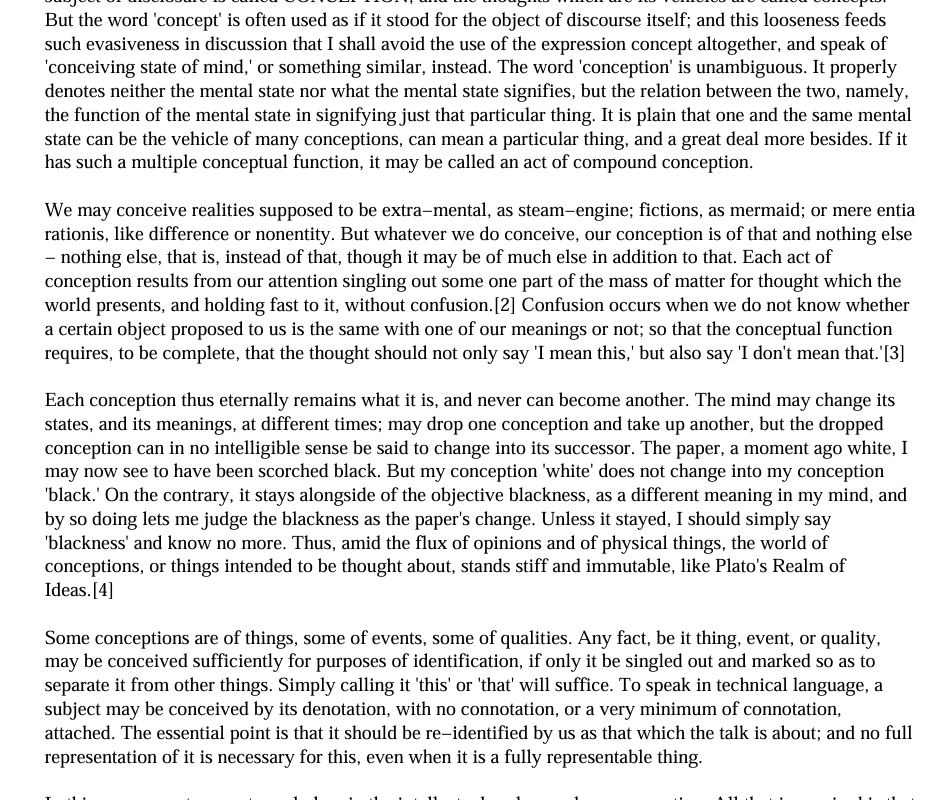 subject of disclosure is called CONCEPTION, and the thoughts which are its vehicles are called concepts.
But the word 'concept' is often used as if it stood for the object of discourse itself; and this looseness feeds
such evasiveness in discussion that I shall avoid the use of the expression concept altogether, and speak of
'conceiving state of mind,' or something similar, instead. The word 'conception' is unambiguous. It properly
denotes neither the mental state nor what the mental state signifies, but the relation between the two, namely,
the function of the mental state in signifying just that particular thing. It is plain that one and the same mental
state can be the vehicle of many conceptions, can mean a particular thing, and a great deal more besides. If it
has such a multiple conceptual function, it may be called an act of compound conception.
We may conceive realities supposed to be extra−mental, as steam−engine; fictions, as mermaid; or mere entia
rationis, like difference or nonentity. But whatever we do conceive, our conception is of that and nothing else
− nothing else, that is, instead of that, though it may be of much else in addition to that. Each act of
conception results from our attention singling out some one part of the mass of matter for thought which the
world presents, and holding fast to it, without confusion.[2] Confusion occurs when we do not know whether
a certain object proposed to us is the same with one of our meanings or not; so that the conceptual function
requires, to be complete, that the thought should not only say 'I mean this,' but also say 'I don't mean that.'[3]
Each conception thus eternally remains what it is, and never can become another. The mind may change its
states, and its meanings, at different times; may drop one conception and take up another, but the dropped
conception can in no intelligible sense be said to change into its successor. The paper, a moment ago white, I
may now see to have been scorched black. But my conception 'white' does not change into my conception
'black.' On the contrary, it stays alongside of the objective blackness, as a different meaning in my mind, and
by so doing lets me judge the blackness as the paper's change. Unless it stayed, I should simply say
'blackness' and know no more. Thus, amid the flux of opinions and of physical things, the world of
conceptions, or things intended to be thought about, stands stiff and immutable, like Plato's Realm of
Ideas.[4]
Some conceptions are of things, some of events, some of qualities. Any fact, be it thing, event, or quality,
may be conceived sufficiently for purposes of identification, if only it be singled out and marked so as to
separate it from other things. Simply calling it 'this' or 'that' will suffice. To speak in technical language, a
subject may be conceived by its denotation, with no connotation, or a very minimum of connotation,
attached. The essential point is that it should be re−identified by us as that which the talk is about; and no full
representation of it is necessary for this, even when it is a fully representable thing.